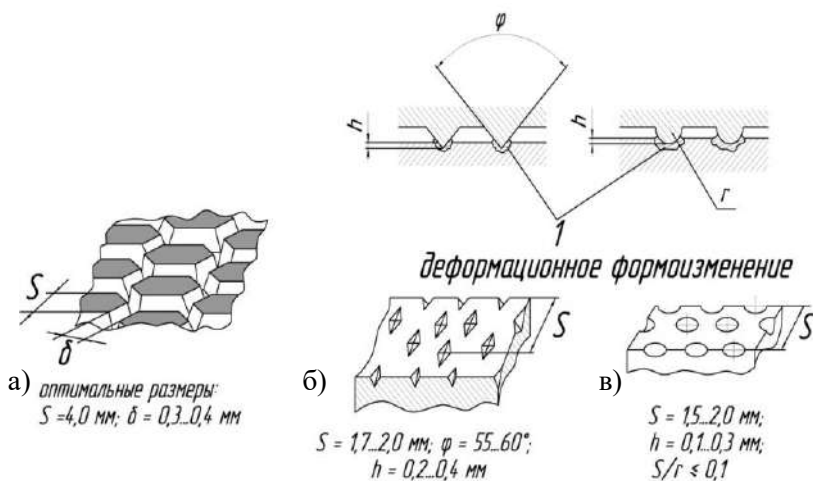 φ
h
h
r
1
деформационное формоизменение
S
δ
а) оптимальные размеры:
S =4,0 мм; δ = 0,3...0,4 мм
S
б)
S = 1,7...2,0 мм; φ = 55...60°;
h = 0,2...0,4 мм
S
в)
S = 1,5...2,0 мм;
h = 0,1...0,3 мм;
S/r ≤ 0,1